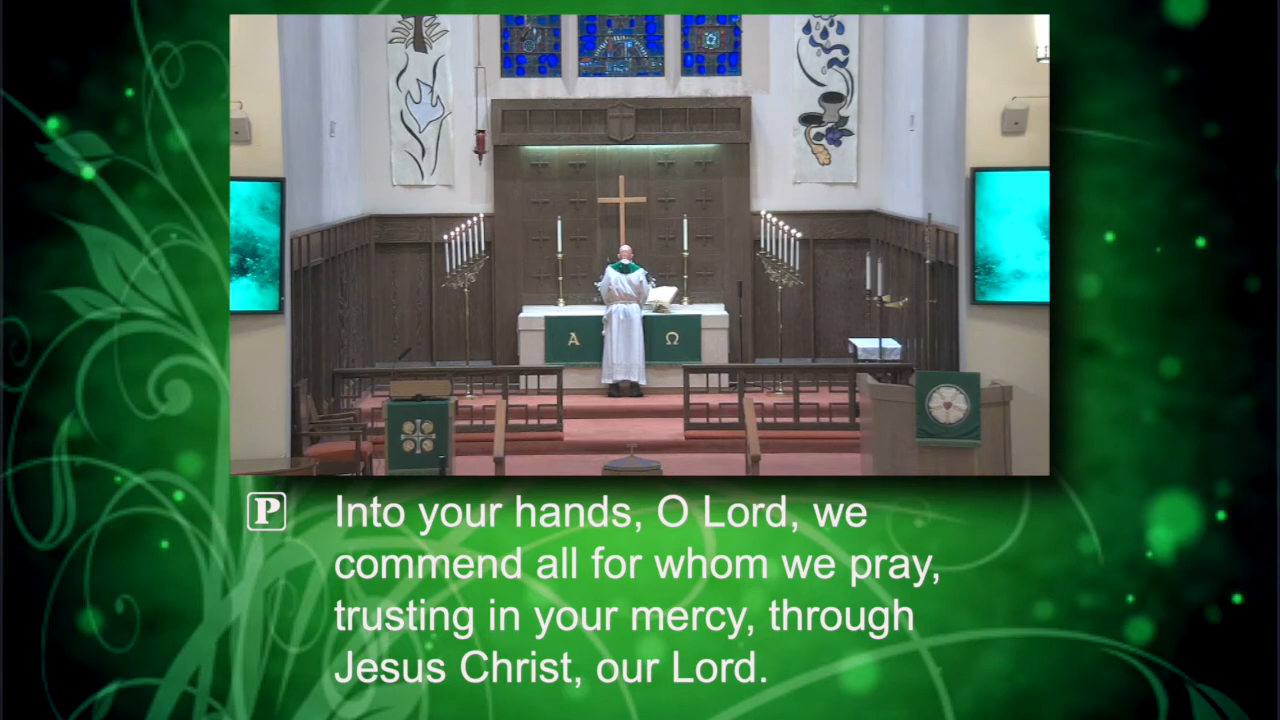 Α Ω
P Into your hands, O Lord, we
commend all for whom we pray,
trusting in your mercy, through
Jesus Christ, our Lord.